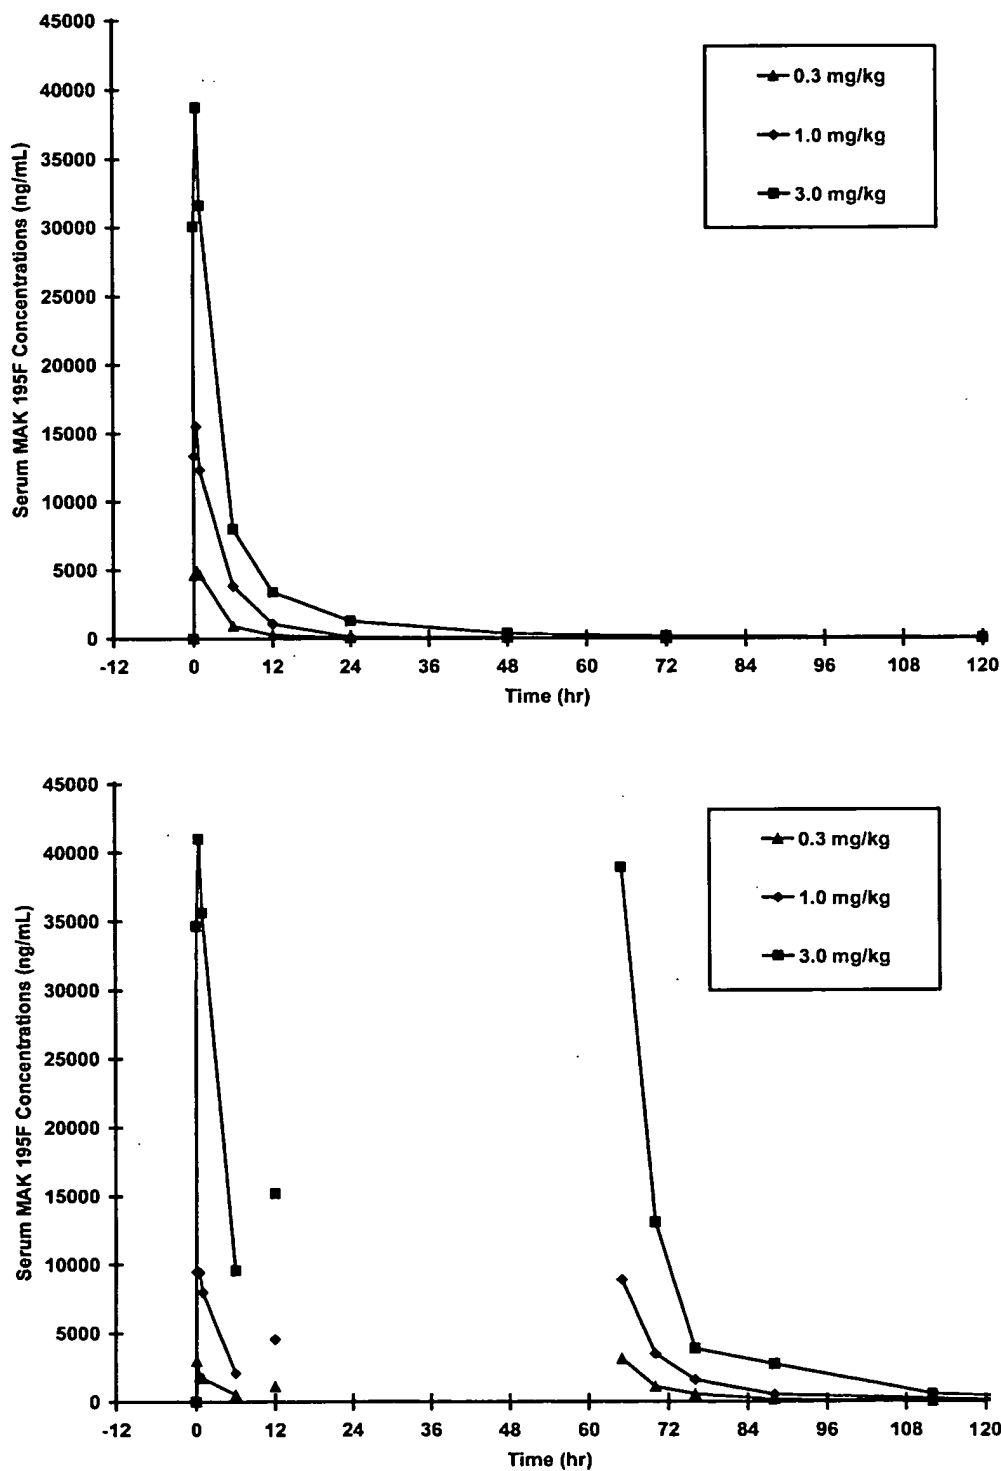 Serum MAK 195F Concentrations (ng/mL)
45000
40000
35000
30000
25000
20000
15000
10000
5000
0
-12 0 12 24 36 48 60 72 84 96 108 120
Time (hr)
0.3 mg/kg
1.0 mg/kg
3.0 mg/kg
Serum MAK 195F Concentrations (ng/mL)
45000
40000
35000
30000
25000
20000
15000
10000
5000
0
-12 0 12 24 36 48 60 72 84 96 108 120
Time (hr)
0.3 mg/kg
1.0 mg/kg
3.0 mg/kg